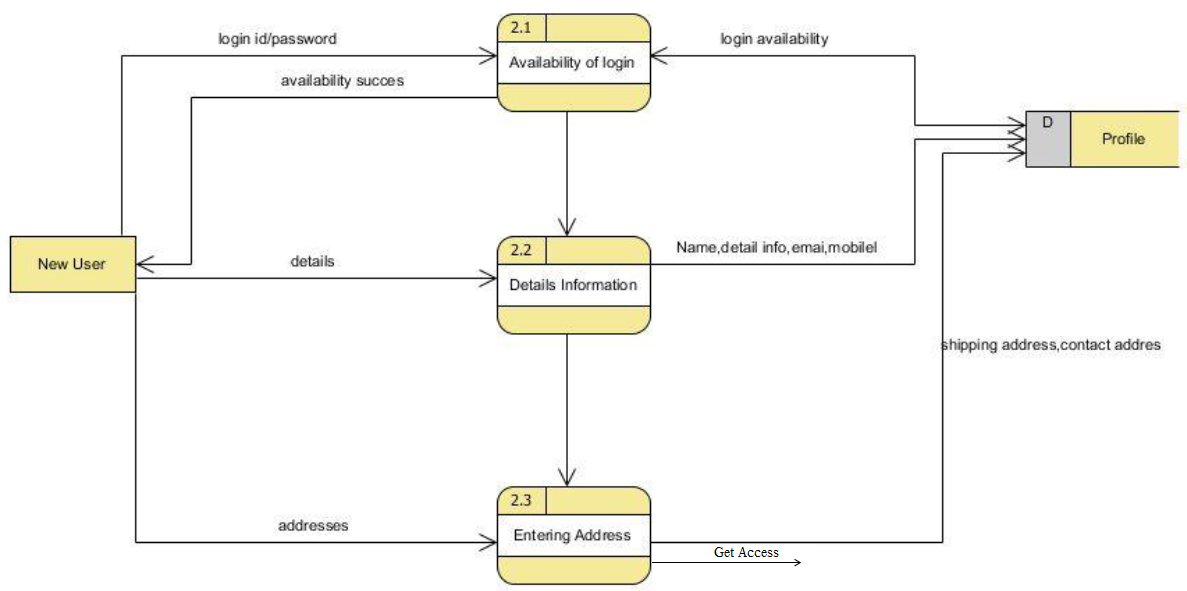 2.1
login id/password
login availability
Availability of login
availability succes
D
Profile
2.2
Name,detail info,emai,mobilel
New User
details
Details Information
shipping address,contact addres
2.3
addresses
Entering Address
Get Access